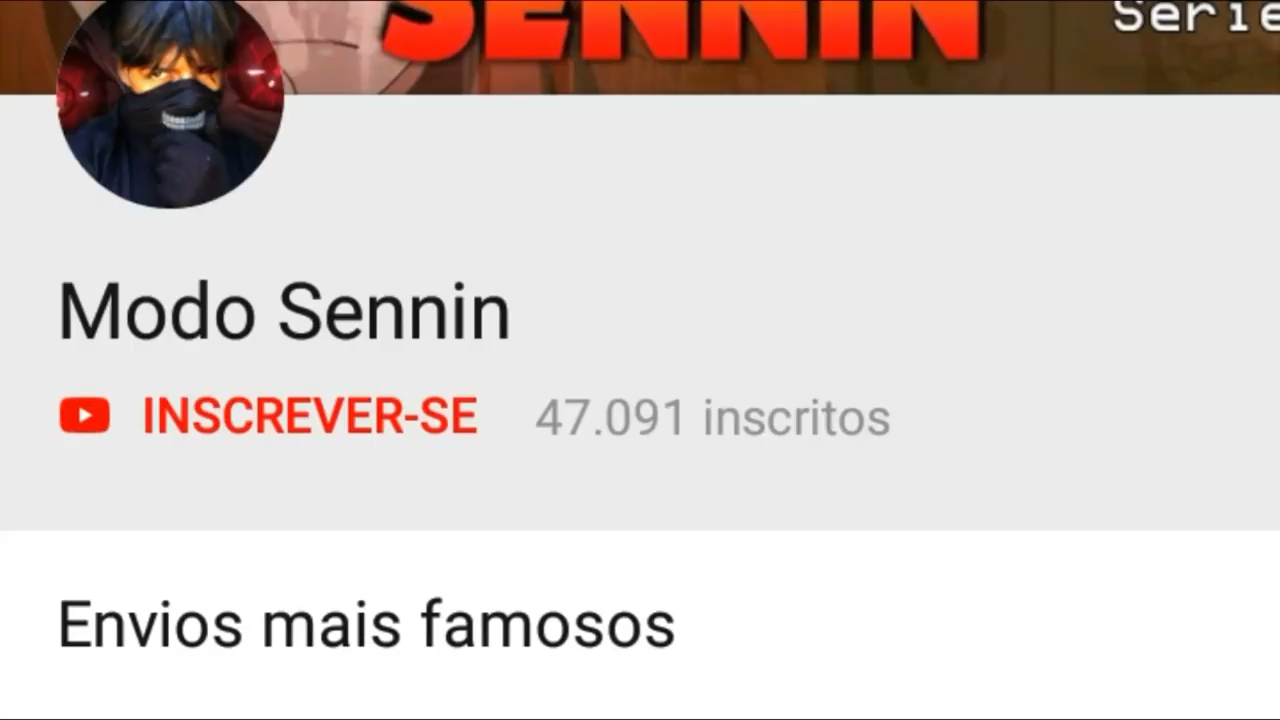 SENNIN
Serie
Modo Sennin
INSCREVER-SE 47.091 inscritos
Envios mais famosos